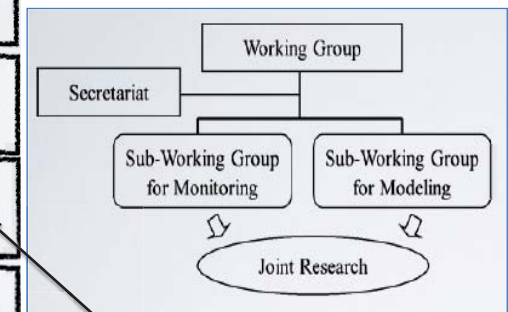 Working Group
Secretariat
Sub-Working Group
for Monitoring
Sub-Working Group
for Modeling
Joint Research